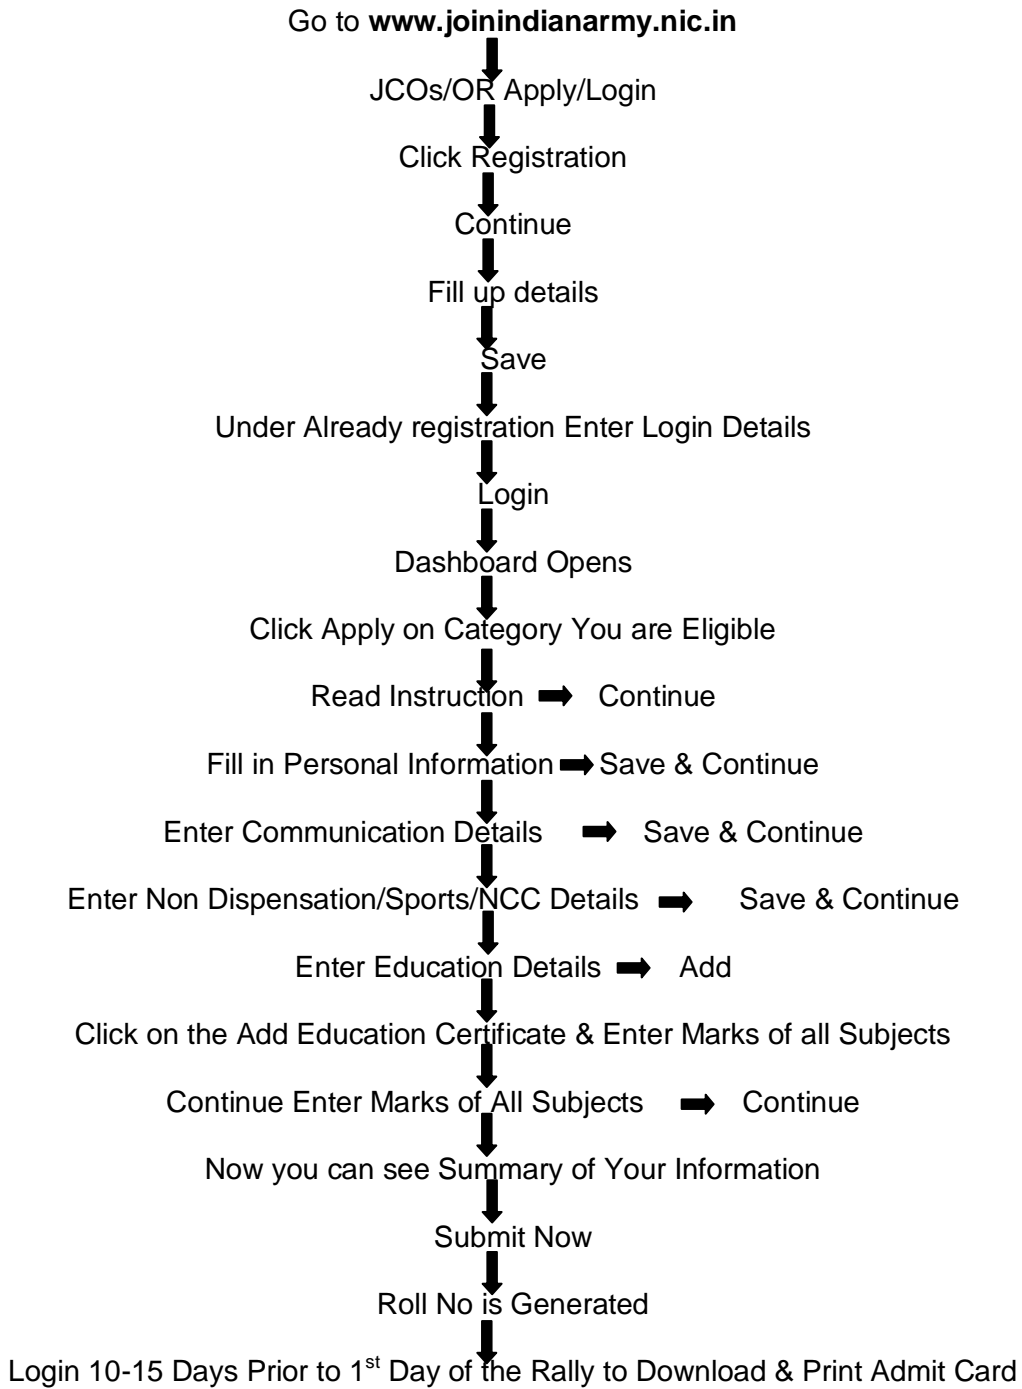 Go to www.joinindianarmy.nic.in
JCOs/OR Apply/Login
Click Registration
Continue
Fill up details
Save
Under Already registration Enter Login Details
Login
Dashboard Opens
Click Apply on Category You are Eligible
Read Instruction Continue
Fill in Personal Information Save & Continue
Enter Communication Details Save & Continue
Enter Non Dispensation/Sports/NCC Details Save & Continue
Enter Education Details Add
Click on the Add Education Certificate & Enter Marks of all Subjects
Continue Enter Marks of All Subjects Continue
Now you can see Summary of Your Information
Submit Now
Roll No is Generated
Login 10-15 Days Prior to 1st Day of the Rally to Download & Print Admit Card